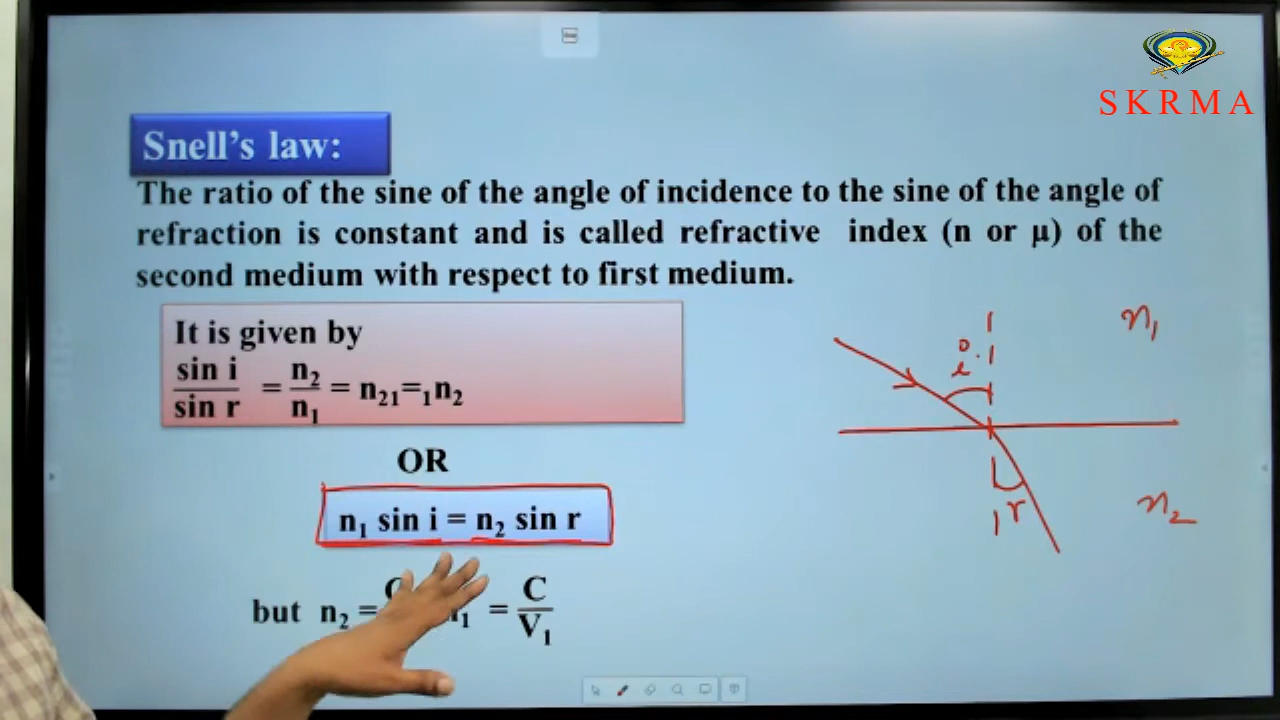 SKRMA
Snell's law:
The ratio of the sine of the angle of incidence to the sine of the angle of
refraction is constant and is called refractive index (n or μ) of the
second medium with respect to first medium.
It is given by
sin i / sin r = n₂ / n₁ = n₂₁=₁n₂
OR
n₁ sin i = n₂ sin r
but n₂ = n₁ = C / V₁
n₁
i
r
n₂